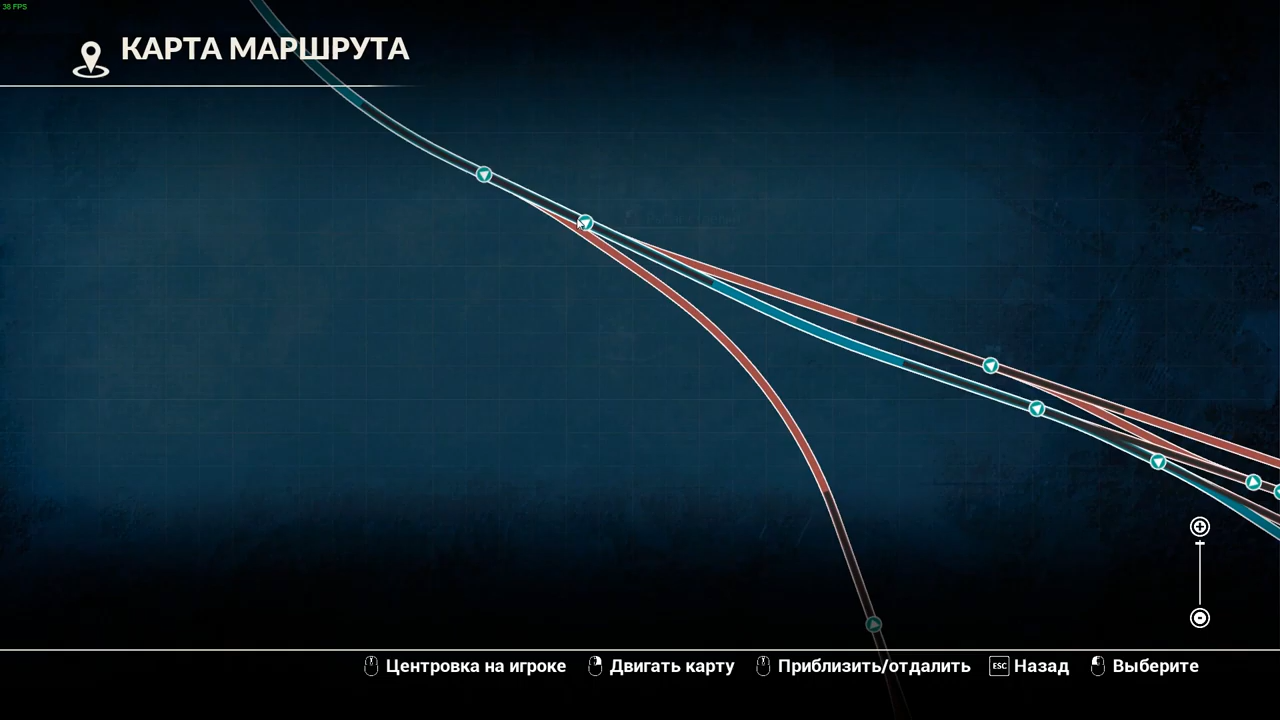 38 FPS
КАРТА МАРШРУТА
Центровка на игроке
Двигать карту
Приблизить/отдалить
ESC Назад
Выберите